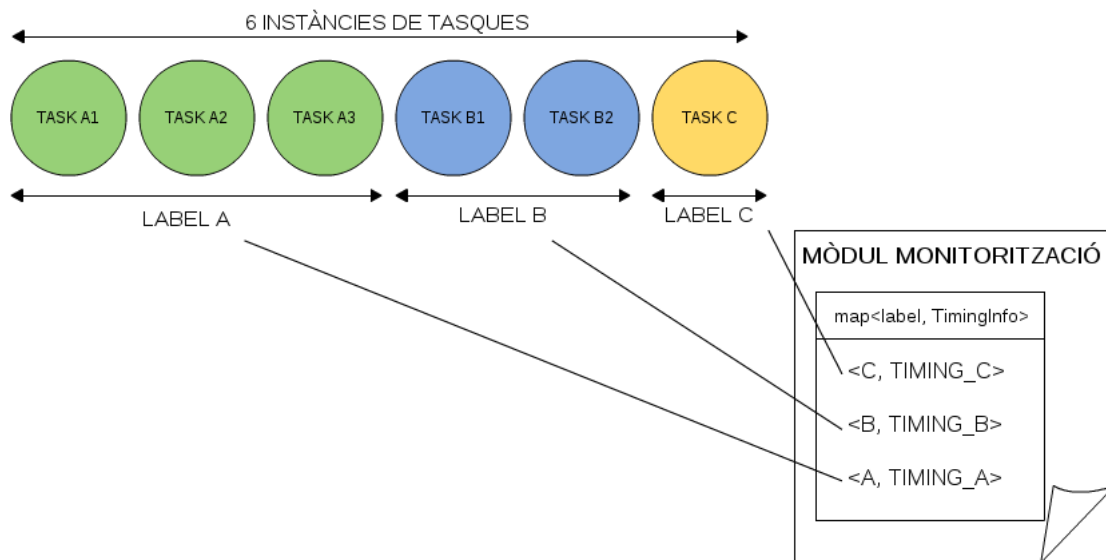 6 INSTÀNCIES DE TASQUES
TASK A1
TASK A2
TASK A3
TASK B1
TASK B2
TASK C
LABEL A
LABEL B
LABEL C
MÒDUL MONITORITZACIÓ
map<label, TimingInfo>
<C, TIMING_C>
<B, TIMING_B>
<A, TIMING_A>